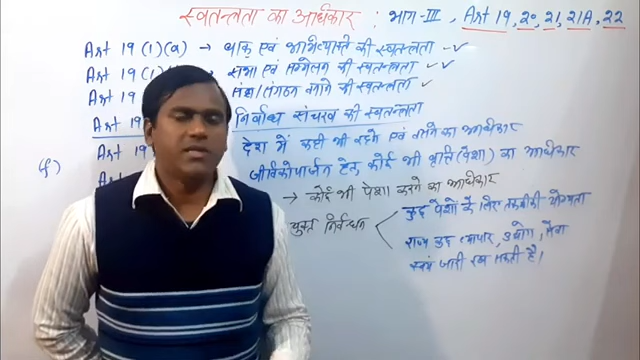 स्वतन्त्रता का अधिकार : भाग-III, Art 19, 20, 21, 21A, 22
Art 19 (1)(a) → वाक् एवं अभिव्यक्ति की स्वतन्त्रता
Art 19 (1) सभा एवं सम्मेलन की स्वतन्त्रता
Art 19 संघ/संगठन बनाने की स्वतन्त्रता
Art 19 निर्बाध संचरण की स्वतन्त्रता
Art 19 देश में कहीं भी रहने एवं बसने का अधिकार
(f) Art जीविकोपार्जन हेतु कोई भी वृत्ति (पेशा) का अधिकार
→ कोई भी पेशा करने का अधिकार
युक्त निर्बन्धन
कुछ पेशों के लिए तकनीकी योग्यता
राज्य कुछ व्यापार, उद्योग, सेवा
स्वयं जारी रख सकती है।